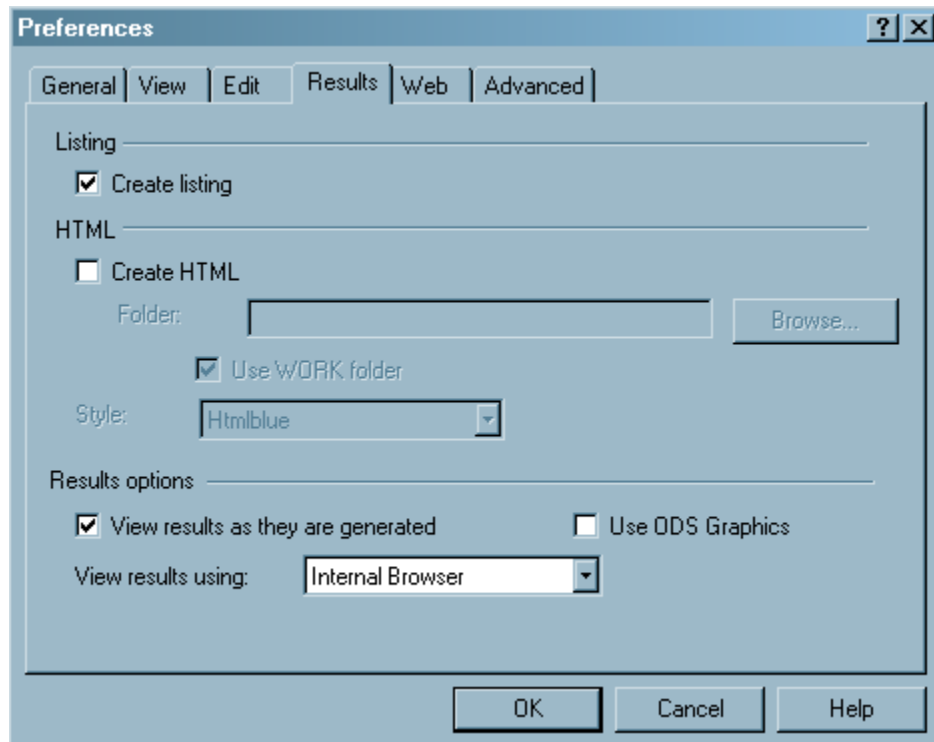 Preferences
General View Edit Results Web Advanced
Listing
Create listing
HTML
Create HTML
Folder: Browse...
Use WORK folder
Style: Htmlblue
Results options
View results as they are generated Use ODS Graphics
View results using: Internal Browser
OK Cancel Help